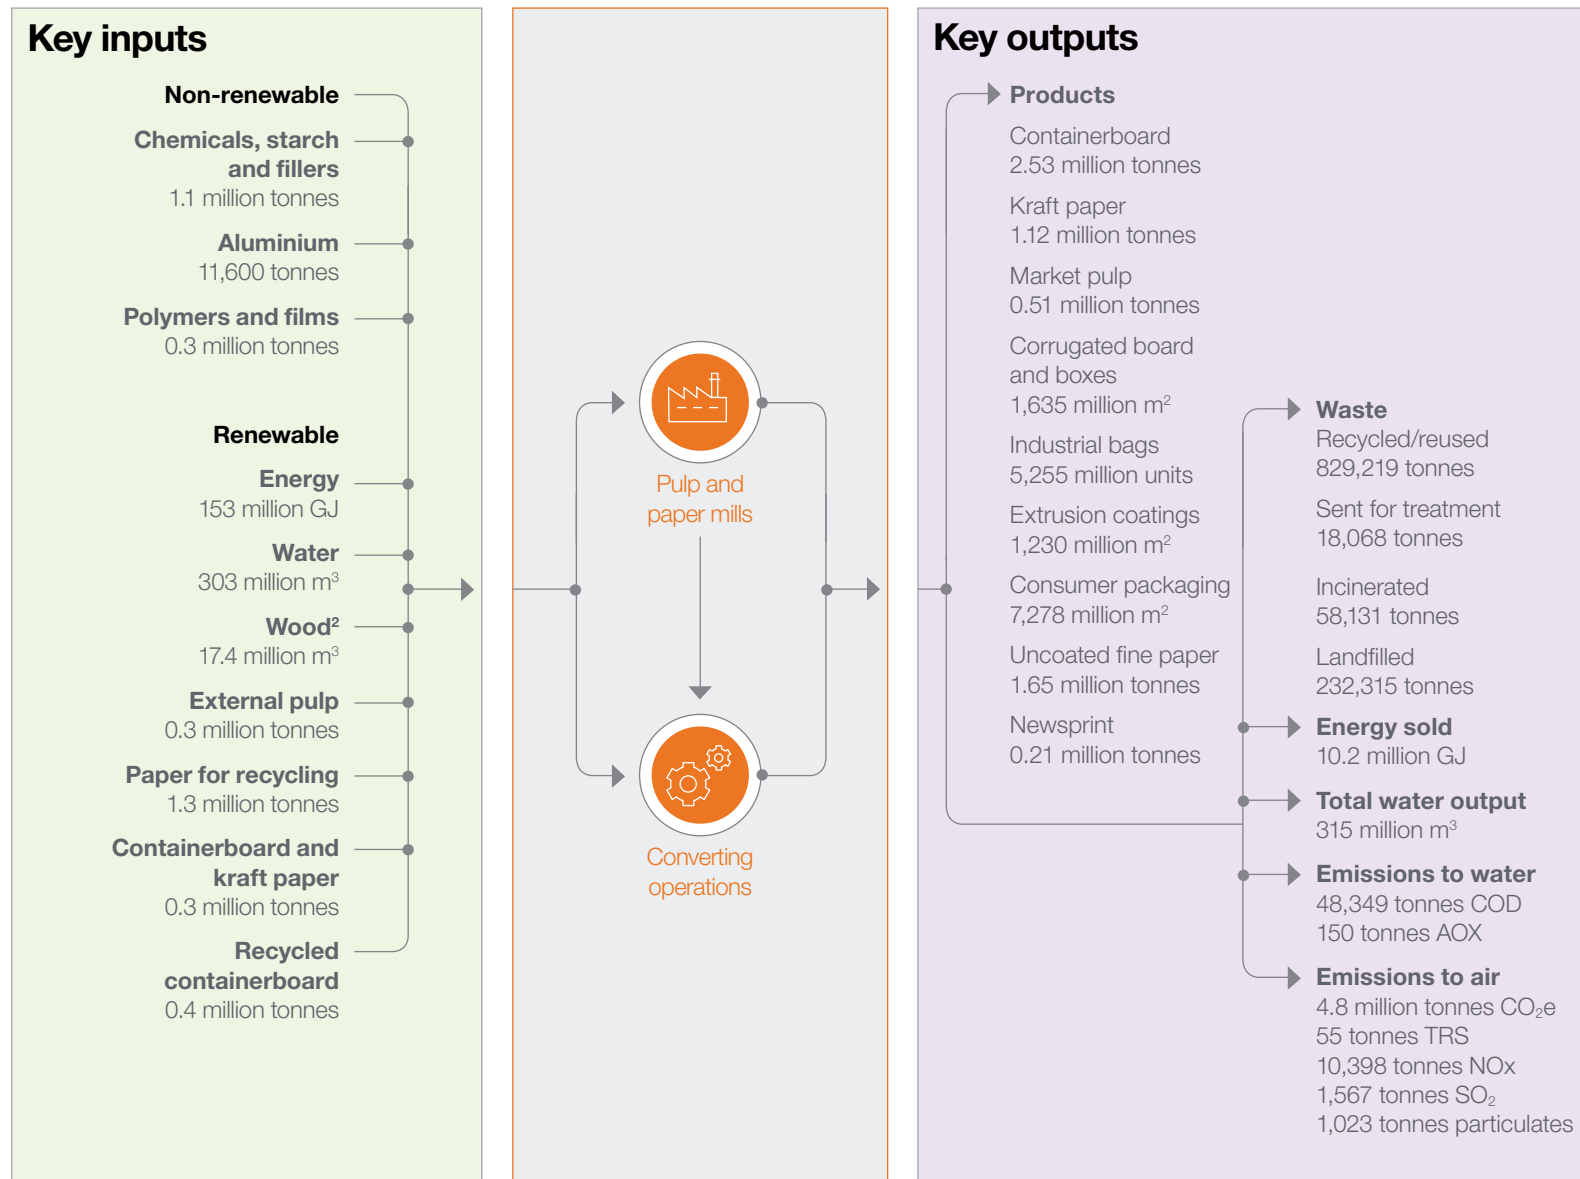 Key inputs
Non-renewable
Chemicals, starch
and fillers
1.1 million tonnes
Aluminium
11,600 tonnes
Polymers and films
0.3 million tonnes
Renewable
Energy
153 million GJ
Water
303 million m³
Wood²
17.4 million m³
External pulp
0.3 million tonnes
Paper for recycling
1.3 million tonnes
Containerboard and
kraft paper
0.3 million tonnes
Recycled
containerboard
0.4 million tonnes
Pulp and
paper mills
Converting
operations
Key outputs
Products
Containerboard
2.53 million tonnes
Kraft paper
1.12 million tonnes
Market pulp
0.51 million tonnes
Corrugated board
and boxes
1,635 million m²
Industrial bags
5,255 million units
Extrusion coatings
1,230 million m²
Consumer packaging
7,278 million m²
Uncoated fine paper
1.65 million tonnes
Newsprint
0.21 million tonnes
Waste
Recycled/reused
829,219 tonnes
Sent for treatment
18,068 tonnes
Incinerated
58,131 tonnes
Landfilled
232,315 tonnes
Energy sold
10.2 million GJ
Total water output
315 million m³
Emissions to water
48,349 tonnes COD
150 tonnes AOX
Emissions to air
4.8 million tonnes CO₂e
55 tonnes TRS
10,398 tonnes NOx
1,567 tonnes SO₂
1,023 tonnes particulates